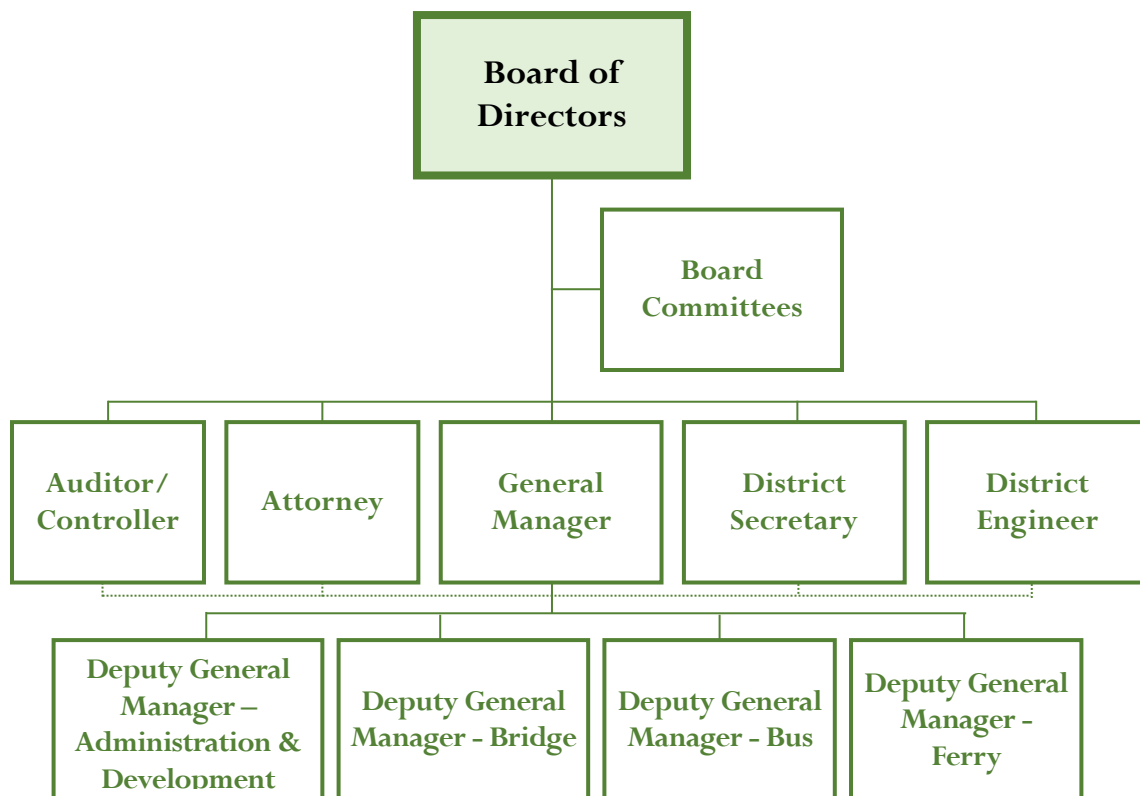 Board of
Directors
Board
Committees
Auditor/
Controller
Attorney
General
Manager
District
Secretary
District
Engineer
Deputy General
Manager –
Administration &
Development
Deputy General
Manager - Bridge
Deputy General
Manager - Bus
Deputy General
Manager -
Ferry